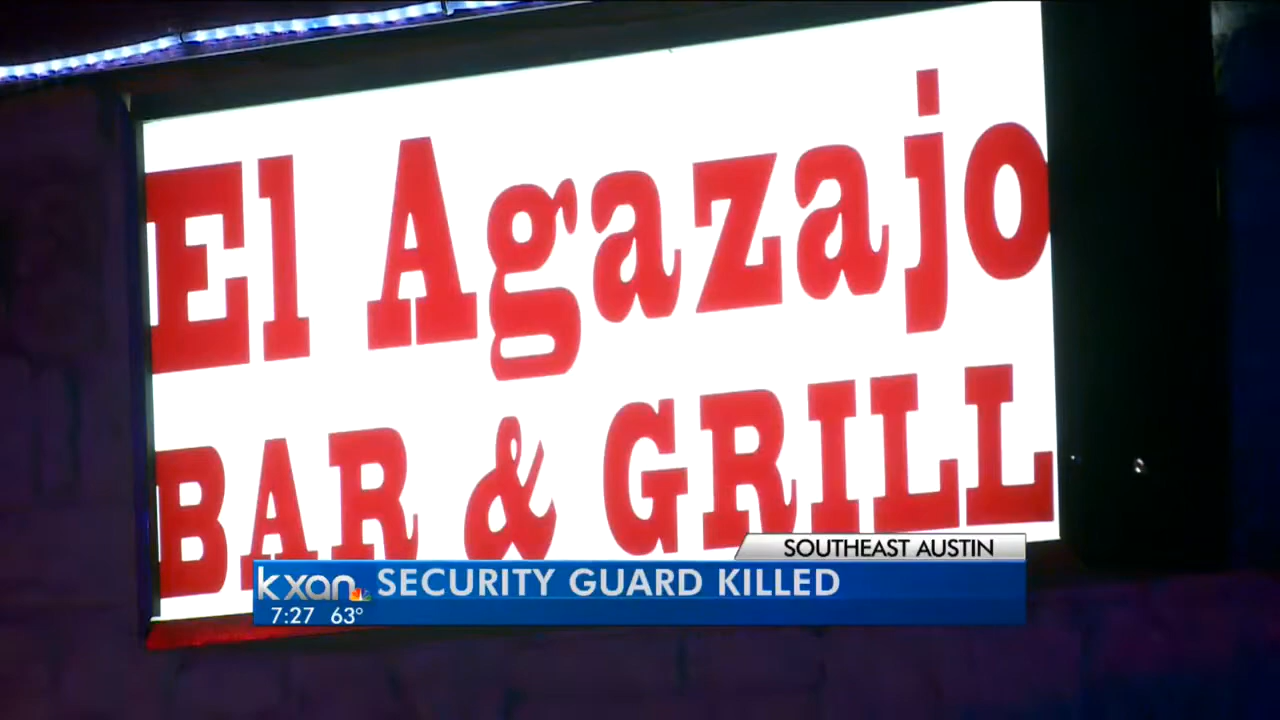 El Agazajo
BAR & GRILL
SOUTHEAST AUSTIN
kxan SECURITY GUARD KILLED
7:27 63°